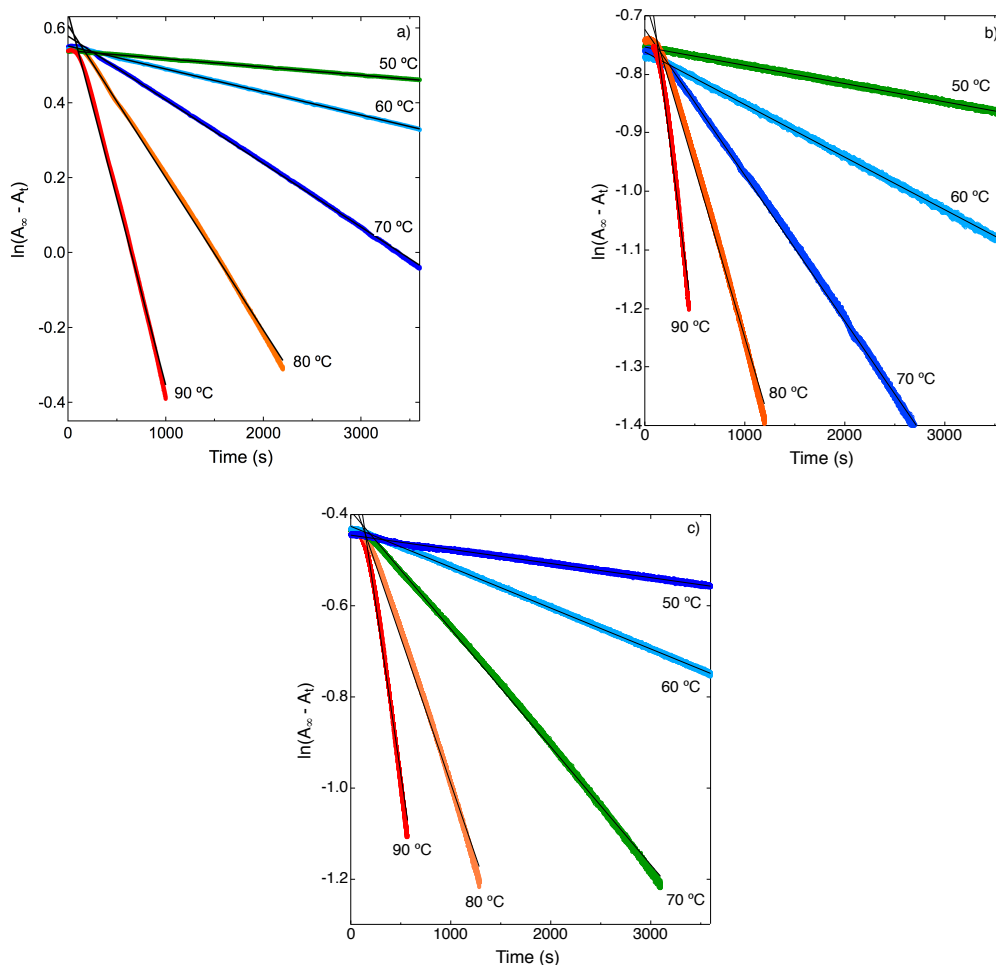 a)
0.6
0.4
0.2
0.0
-0.2
-0.4
ln(A∞ - At)
50 ºC
60 ºC
70 ºC
80 ºC
90 ºC
0
1000
2000
3000
Time (s)
b)
-0.7
-0.8
-0.9
-1.0
-1.1
-1.2
-1.3
-1.4
ln(A∞ - At)
50 ºC
60 ºC
90 ºC
70 ºC
80 ºC
0
1000
2000
3000
Time (s)
c)
-0.4
-0.6
-0.8
-1.0
-1.2
ln(A∞ - At)
50 ºC
60 ºC
90 ºC
80 ºC
70 ºC
0
1000
2000
3000
Time (s)